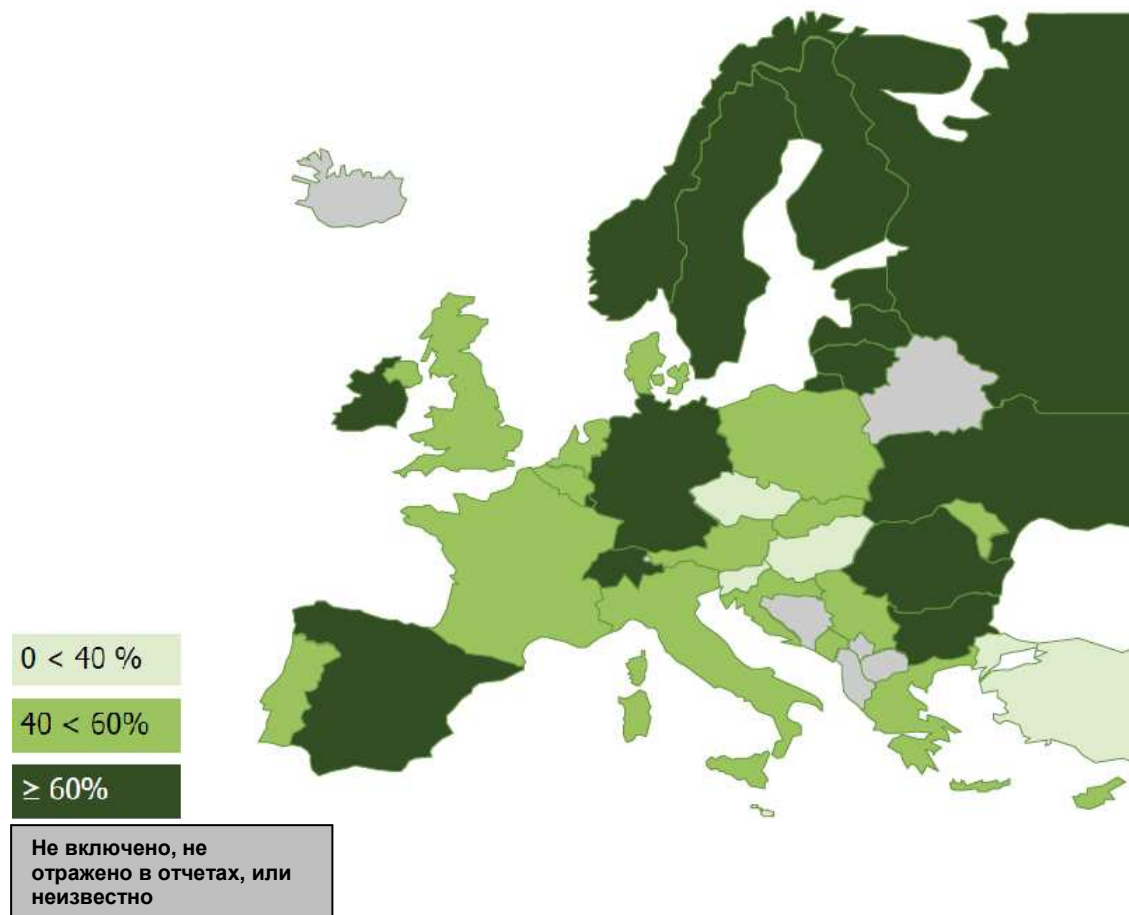 0 < 40 %
40 < 60%
≥ 60%
Не включено, не
отражено в отчетах, или
неизвестно